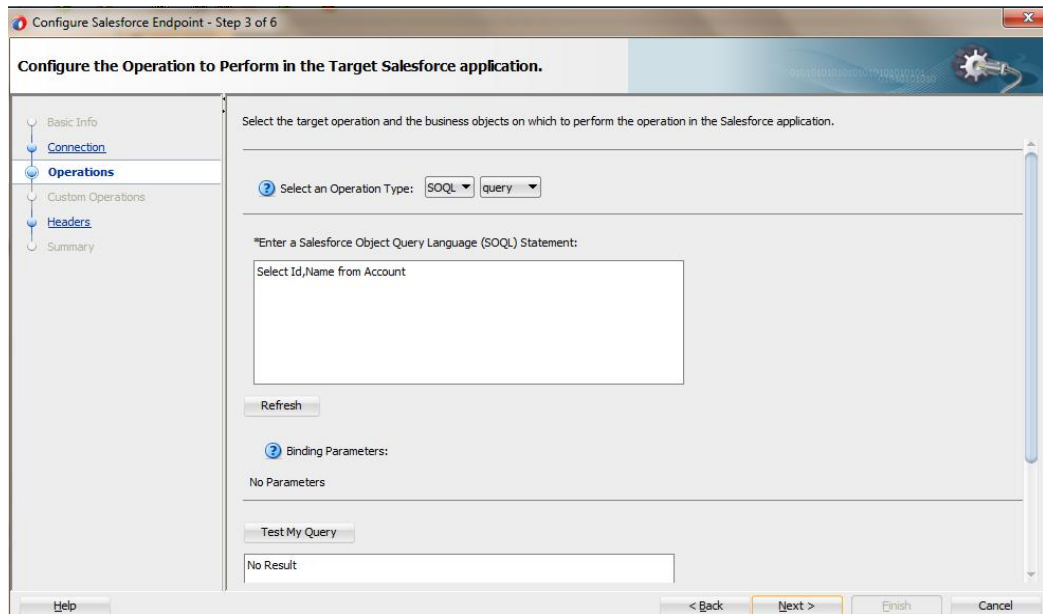 Configure Salesforce Endpoint - Step 3 of 6
Configure the Operation to Perform in the Target Salesforce application.
Basic Info
Connection
Operations
Custom Operations
Headers
Summary
Select the target operation and the business objects on which to perform the operation in the Salesforce application.
Select an Operation Type: SOQL query
*Enter a Salesforce Object Query Language (SOQL) Statement:
Select Id,Name from Account
Refresh
Binding Parameters:
No Parameters
Test My Query
No Result
Help
< Back Next > Finish Cancel